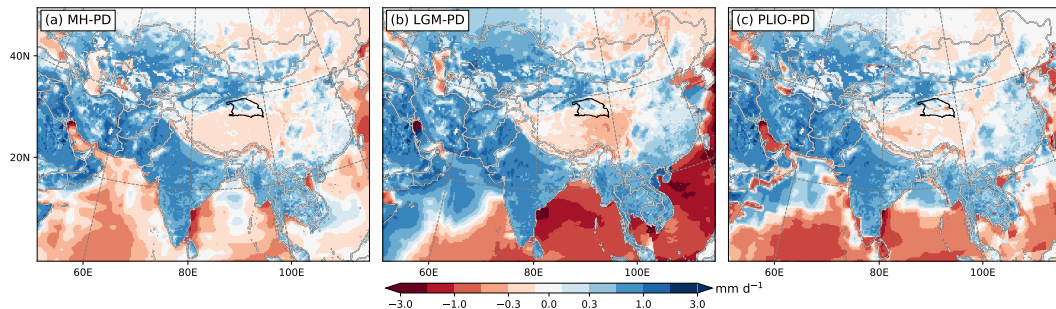 (a) MH-PD
(b) LGM-PD
(c) PLIO-PD
40N
20N
60E 80E 100E
60E 80E 100E
60E 80E 100E
−3.0 −1.0 −0.3 0.0 0.3 1.0 3.0 mm d⁻¹